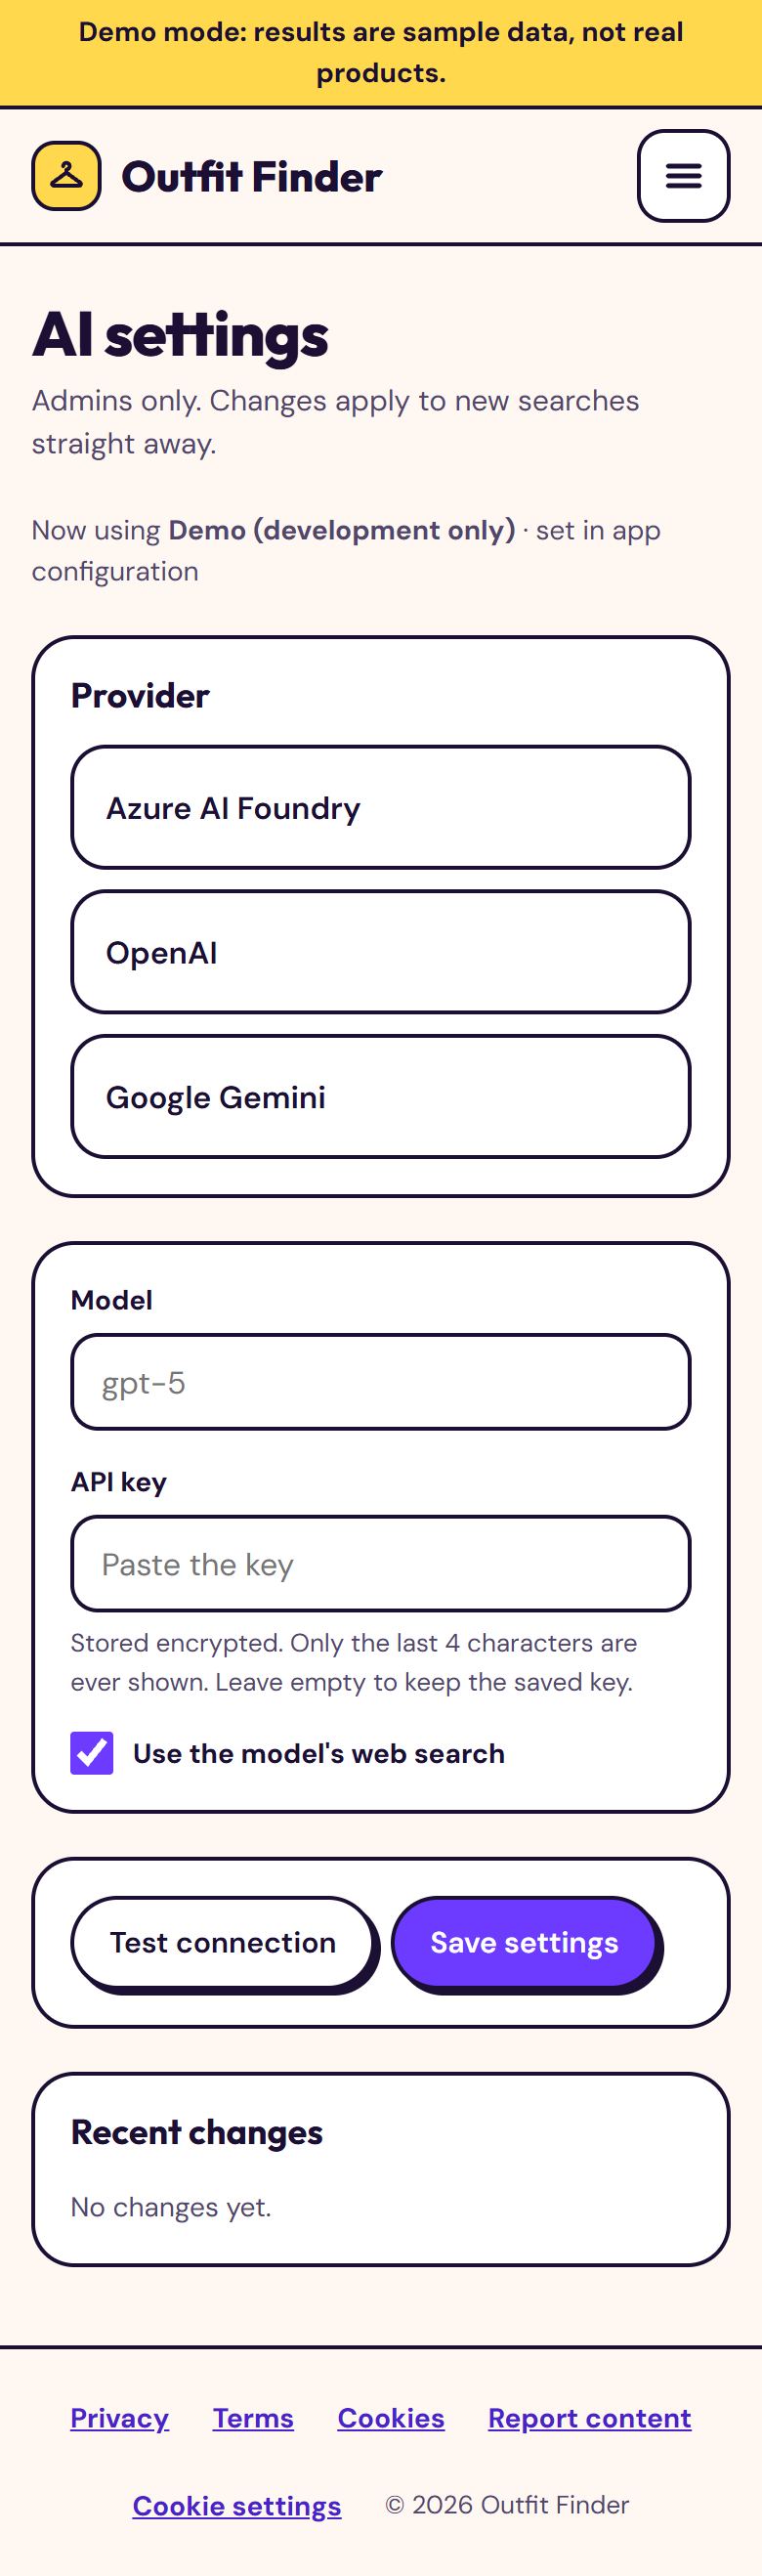 Demo mode: results are sample data, not real
products.
Outfit Finder
AI settings
Admins only. Changes apply to new searches
straight away.
Now using Demo (development only) · set in app
configuration
Provider
Azure AI Foundry
OpenAI
Google Gemini
Model
gpt-5
API key
Paste the key
Stored encrypted. Only the last 4 characters are
ever shown. Leave empty to keep the saved key.
Use the model's web search
Test connection
Save settings
Recent changes
No changes yet.
Privacy Terms Cookies Report content
Cookie settings © 2026 Outfit Finder